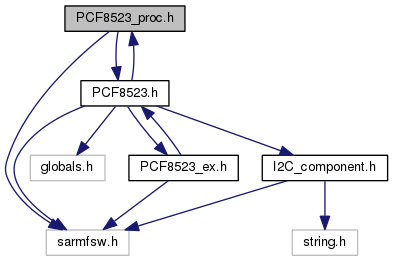 PCF8523_proc.h
PCF8523.h
globals.h
PCF8523_ex.h
I2C_component.h
sarmfsw.h
string.h